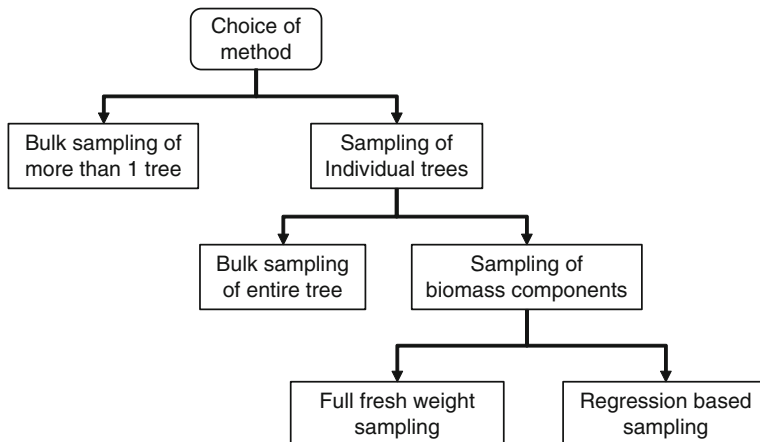 Choice of
method
Bulk sampling of
more than 1 tree
Sampling of
Individual trees
Bulk sampling
of entire tree
Sampling of
biomass components
Full fresh weight
sampling
Regression based
sampling